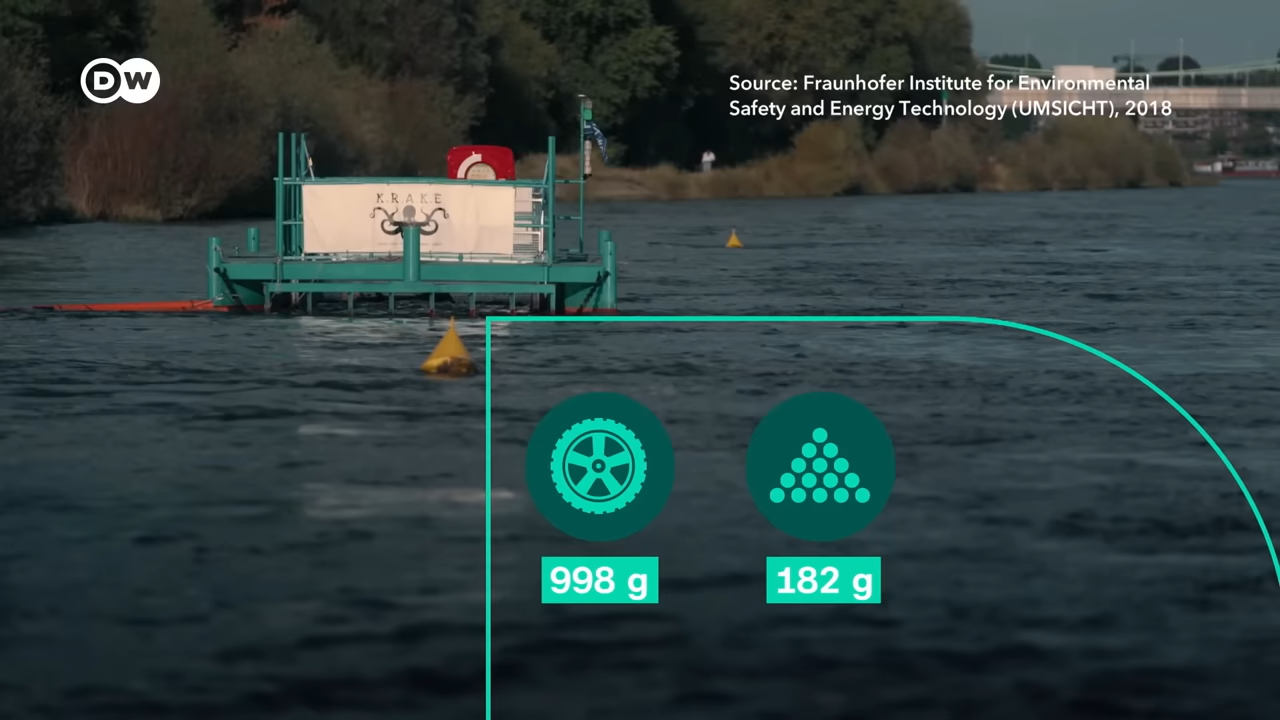 DW
Source: Fraunhofer Institute for Environmental
Safety and Energy Technology (UMSICHT), 2018
K.R.A.K.E
998 g
182 g